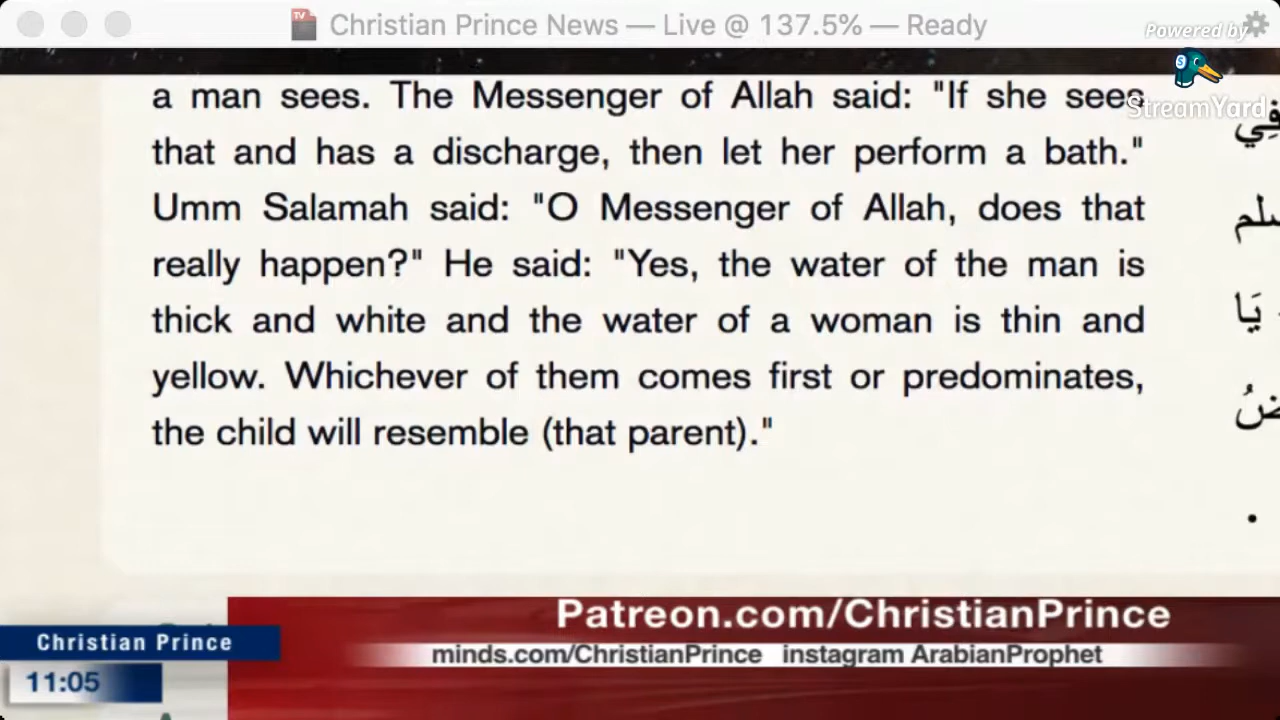 Christian Prince News — Live @ 137.5% — Ready
Powered by
StreamYard
a man sees. The Messenger of Allah said: "If she sees
that and has a discharge, then let her perform a bath."
Umm Salamah said: "O Messenger of Allah, does that
really happen?" He said: "Yes, the water of the man is
thick and white and the water of a woman is thin and
yellow. Whichever of them comes first or predominates,
the child will resemble (that parent)."
فِي
يَا
Patreon.com/ChristianPrince
Christian Prince
minds.com/ChristianPrince instagram ArabianProphet
11:05